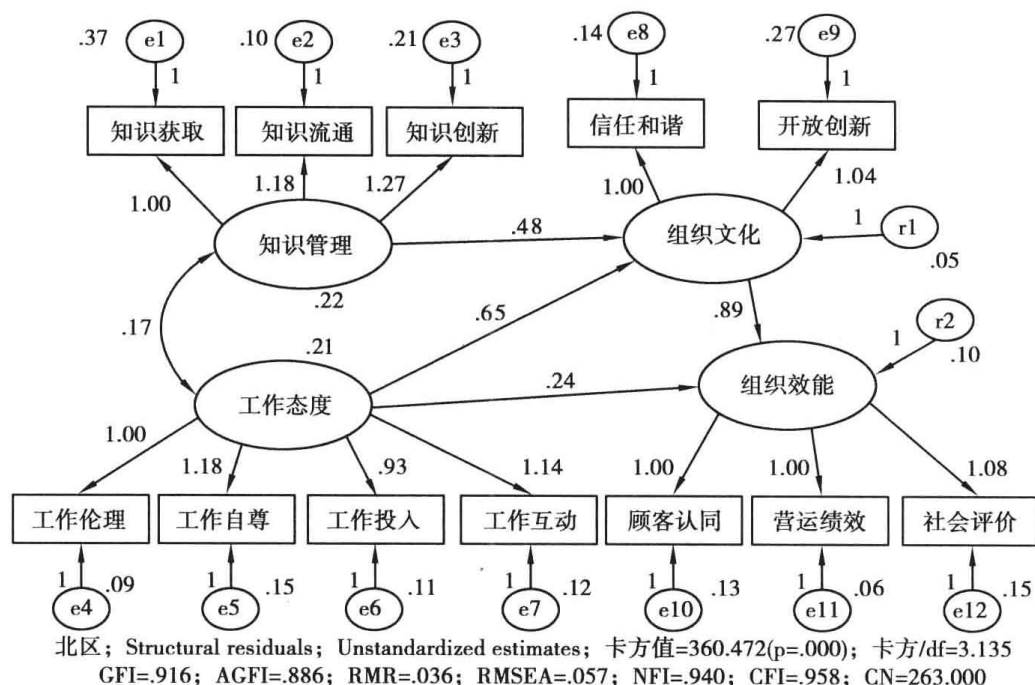 .37 e1 .10 e2 .21 e3 .14 e8 .27 e9
1 1 1 1 1
知识获取 知识流通 知识创新 信任和谐 开放创新
1.00 1.18 1.27 1.00 1.04
知识管理 .48 组织文化 1 r1
.22 .05
.17 .65 .89 r2
.21 1 .10
工作态度 .24 组织效能
1.00 1.18 .93 1.14 1.00 1.00 1.08
工作伦理 工作自尊 工作投入 工作互动 顾客认同 营运绩效 社会评价
1 .09 1 .15 1 .11 1 .12 1 .13 1 .06 1 .15
e4 e5 e6 e7 e10 e11 e12
北区；Structural residuals；Unstandardized estimates；卡方值=360.472(p=.000)；卡方/df=3.135
GFI=.916；AGFI=.886；RMR=.036；RMSEA=.057；NFI=.940；CFI=.958；CN=263.000